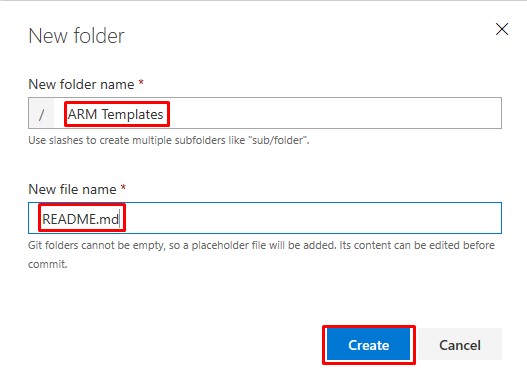 New folder
New folder name *
/ ARM Templates
Use slashes to create multiple subfolders like "sub/folder".
New file name *
README.md
Git folders cannot be empty, so a placeholder file will be added. Its content can be edited before
commit.
Create Cancel